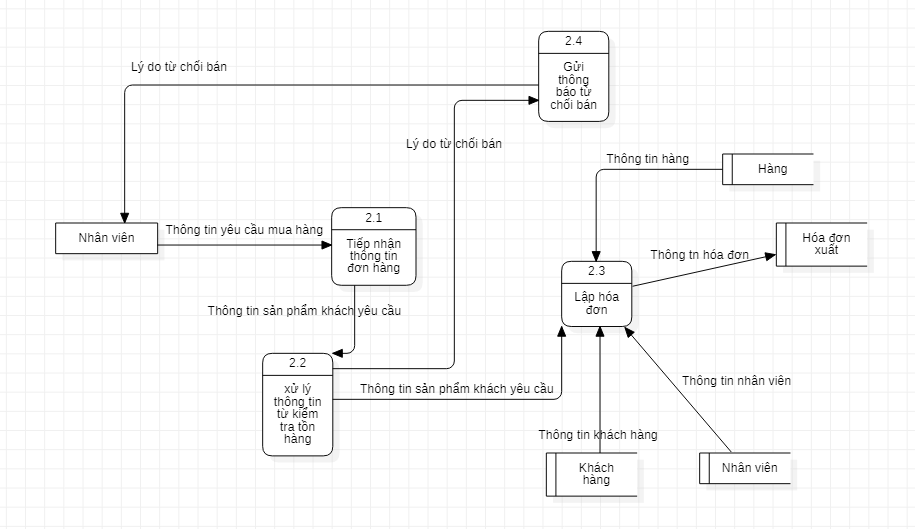 2.4
Gửi
thông
báo từ
chối bán
Lý do từ chối bán
Lý do từ chối bán
Thông tin hàng
Hàng
Nhân viên
Thông tin yêu cầu mua hàng
2.1
Tiếp nhận
thông tin
đơn hàng
Hóa đơn
xuất
Thông tn hóa đơn
2.3
Lập hóa
đơn
Thông tin sản phẩm khách yêu cầu
2.2
xử lý
thông tin
từ kiểm
tra tồn
hàng
Thông tin sản phẩm khách yêu cầu
Thông tin nhân viên
Thông tin khách hàng
Khách
hàng
Nhân viên